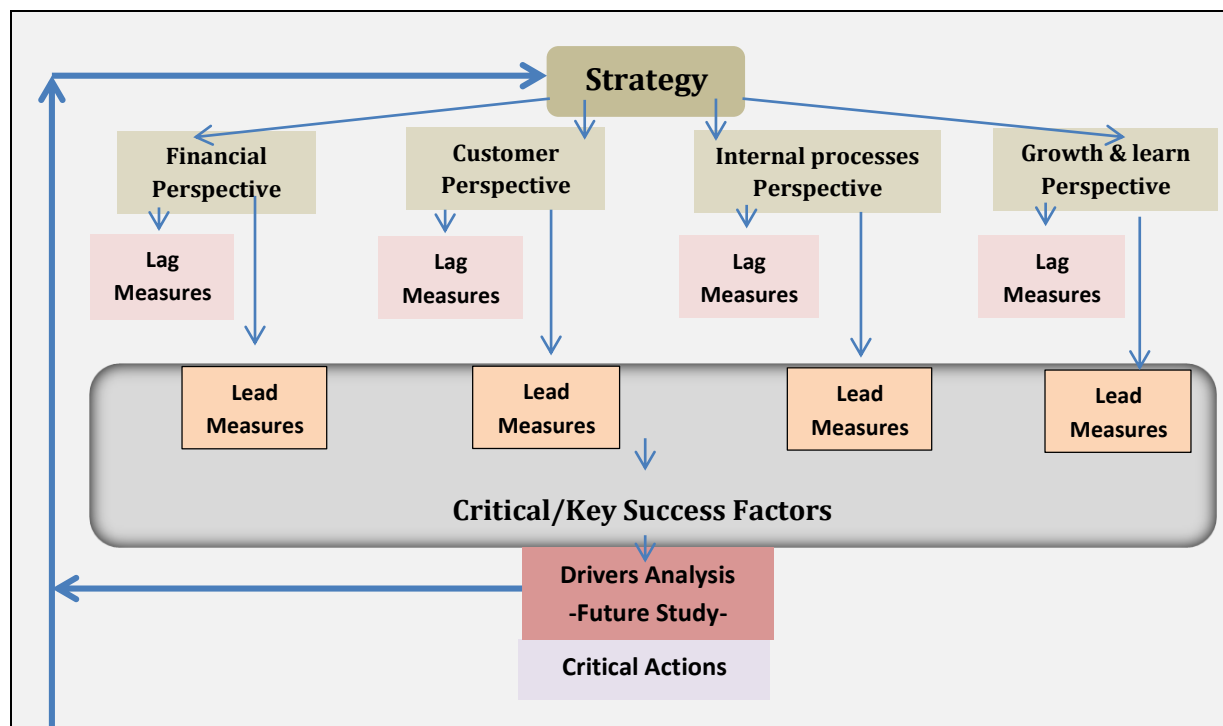 Strategy
Financial
Perspective
Customer
Perspective
Internal processes
Perspective
Growth & learn
Perspective
Lag
Measures
Lag
Measures
Lag
Measures
Lag
Measures
Lead
Measures
Lead
Measures
Lead
Measures
Lead
Measures
Critical/Key Success Factors
Drivers Analysis
-Future Study-
Critical Actions